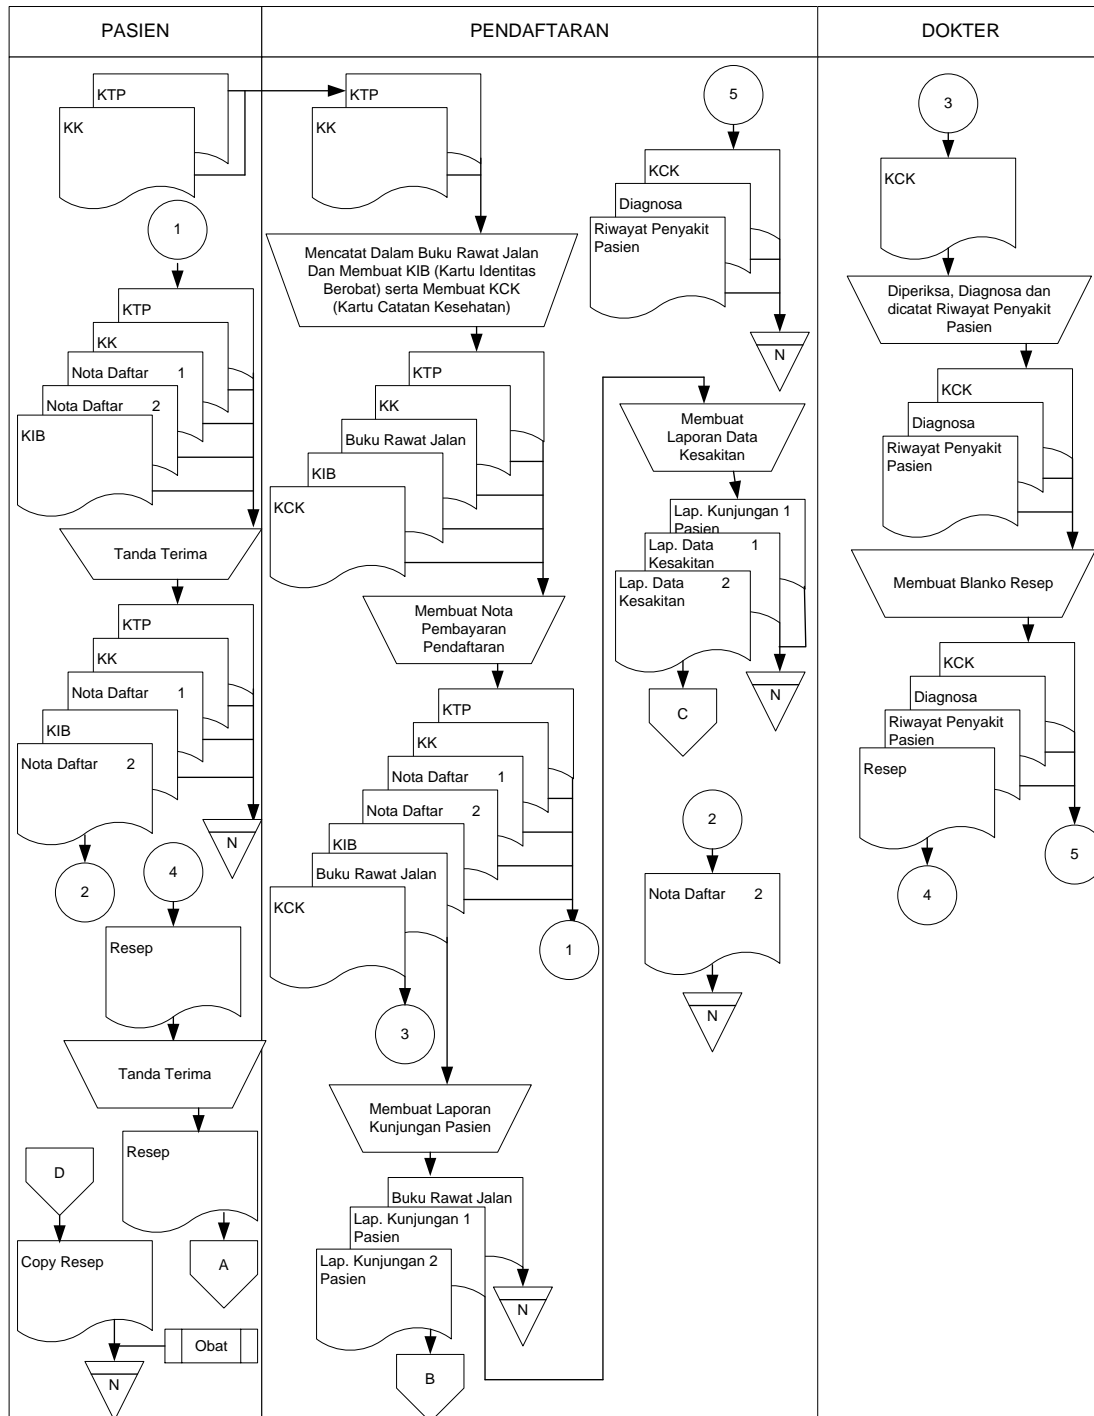 PASIEN
PENDAFTARAN
DOKTER
KTP
KK
1
KTP
KK
Nota Daftar 1
Nota Daftar 2
KIB
Tanda Terima
KTP
KK
Nota Daftar 1
KIB
Nota Daftar 2
N
2
4
Resep
Tanda Terima
Resep
A
D
Copy Resep
Obat
N
KTP
KK
Mencatat Dalam Buku Rawat Jalan
Dan Membuat KIB (Kartu Identitas
Berobat) serta Membuat KCK
(Kartu Catatan Kesehatan)
KTP
KK
Buku Rawat Jalan
KIB
KCK
Membuat Nota
Pembayaran
Pendaftaran
KTP
KK
Nota Daftar 1
Nota Daftar 2
KIB
Buku Rawat Jalan
KCK
1
3
Membuat Laporan
Kunjungan Pasien
Buku Rawat Jalan
Lap. Kunjungan 1
Pasien
Lap. Kunjungan 2
Pasien
N
B
5
KCK
Diagnosa
Riwayat Penyakit
Pasien
N
Membuat
Laporan Data
Kesakitan
Lap. Kunjungan 1
Pasien
Lap. Data 1
Kesakitan
Lap. Data 2
Kesakitan
N
C
2
Nota Daftar 2
N
3
KCK
Diperiksa, Diagnosa dan
dicatat Riwayat Penyakit
Pasien
KCK
Diagnosa
Riwayat Penyakit
Pasien
Membuat Blanko Resep
KCK
Diagnosa
Riwayat Penyakit
Pasien
Resep
5
4